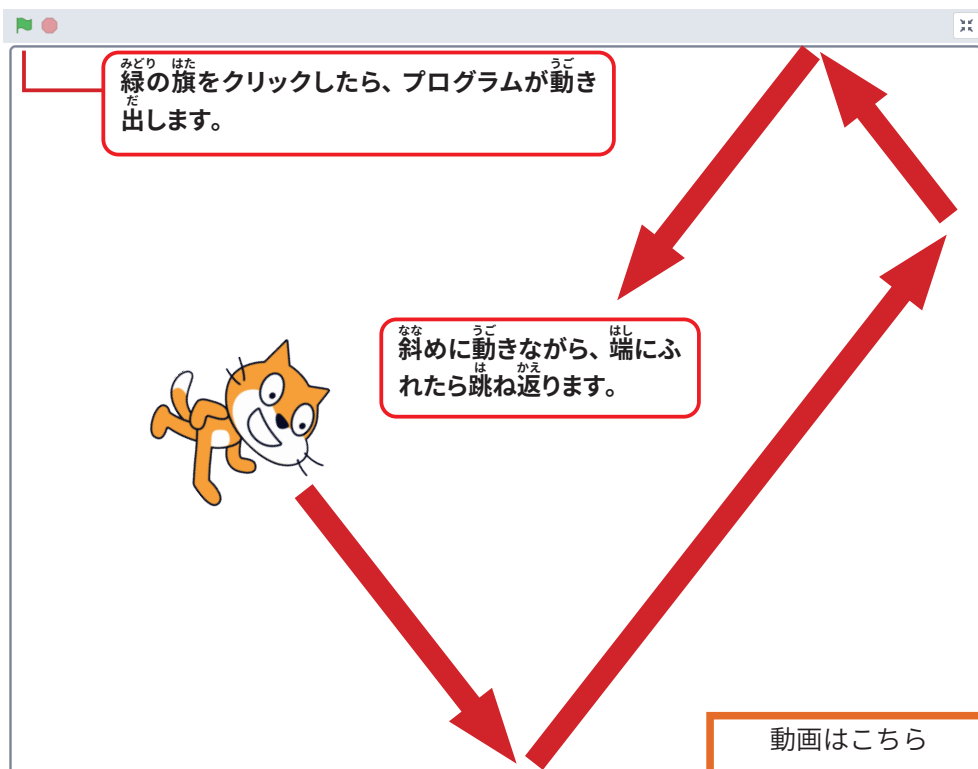 緑の旗をクリックしたら、プログラムが動き
出します。
斜めに動きながら、端にふ
れたら跳ね返ります。
動画はこちら